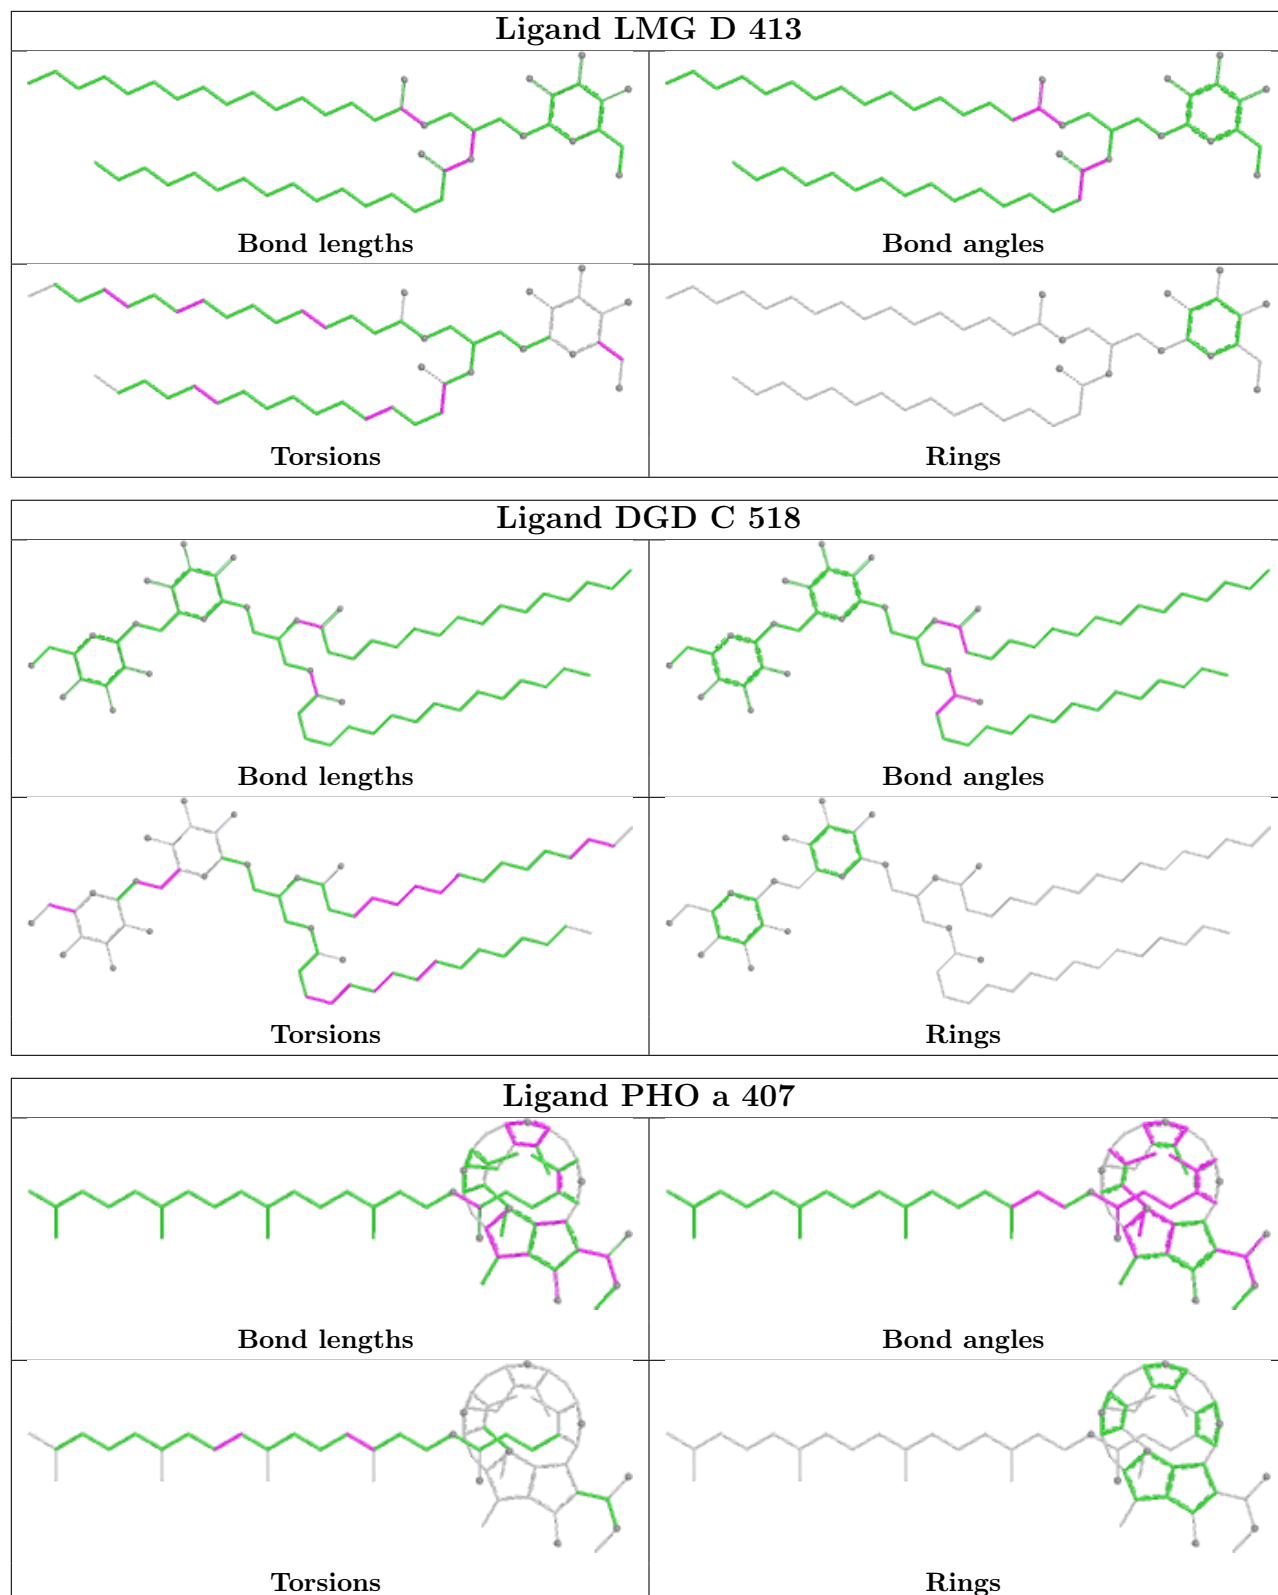 Ligand LMG D 413
Bond lengths
Bond angles
Torsions
Rings
Ligand DGD C 518
Bond lengths
Bond angles
Torsions
Rings
Ligand PHO a 407
Bond lengths
Bond angles
Torsions
Rings